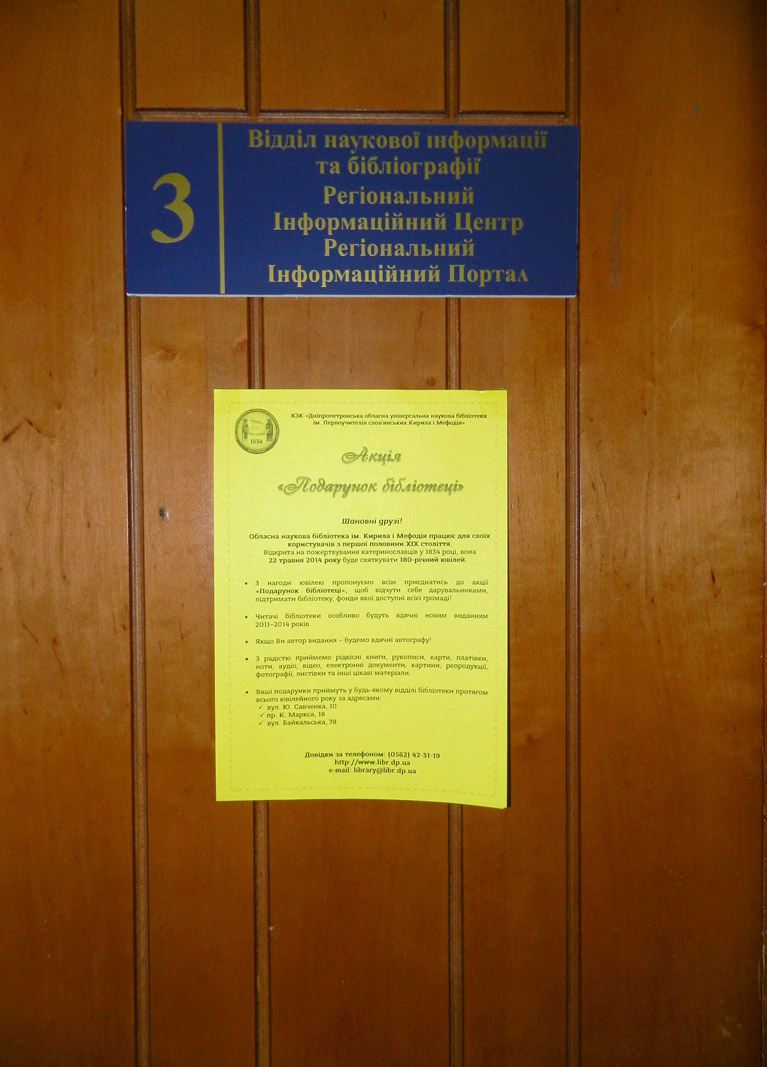 3
Відділ наукової інформації
та бібліографії
Регіональний
Інформаційний Центр
Регіональний
Інформаційний Портал
1834
КЗК «Дніпропетровська обласна універсальна наукова бібліотека
ім. Первоучителів слов'янських Кирила і Мефодія»
Акція
«Подарунок бібліотеці»
Шановні друзі!
Обласна наукова бібліотека ім. Кирила і Мефодія працює для своїх
користувачів з першої половини XIX століття.
Відкрита на пожертвування катеринославців у 1834 році, вона
22 травня 2014 року буде святкувати 180-річний ювілей.
• З нагоди ювілею пропонуємо всім приєднатись до акції
«Подарунок бібліотеці», щоб відчути себе дарувальниками,
підтримати бібліотеку, фонди якої доступні всієї громаді!
• Читачі бібліотеки особливо будуть вдячні новим виданням
2011–2014 років.
• Якщо Ви автор видання – будемо вдячні автографу!
• З радістю приймемо рідкісні книги, рукописи, карти, платівки,
ноти, аудіо, відео, електронні документи, картини, репродукції,
фотографії, листівки та інші цікаві матеріали.
• Ваші подарунки приймуть у будь-якому відділі бібліотеки протягом
всього ювілейного року за адресами:
✓ вул. Ю. Савченка, 10
✓ пр. К. Маркса, 18
✓ вул. Байкальська, 78
Довідки за телефоном: (0562) 42-31-19
http://www.libr.dp.ua
e-mail: library@libr.dp.ua